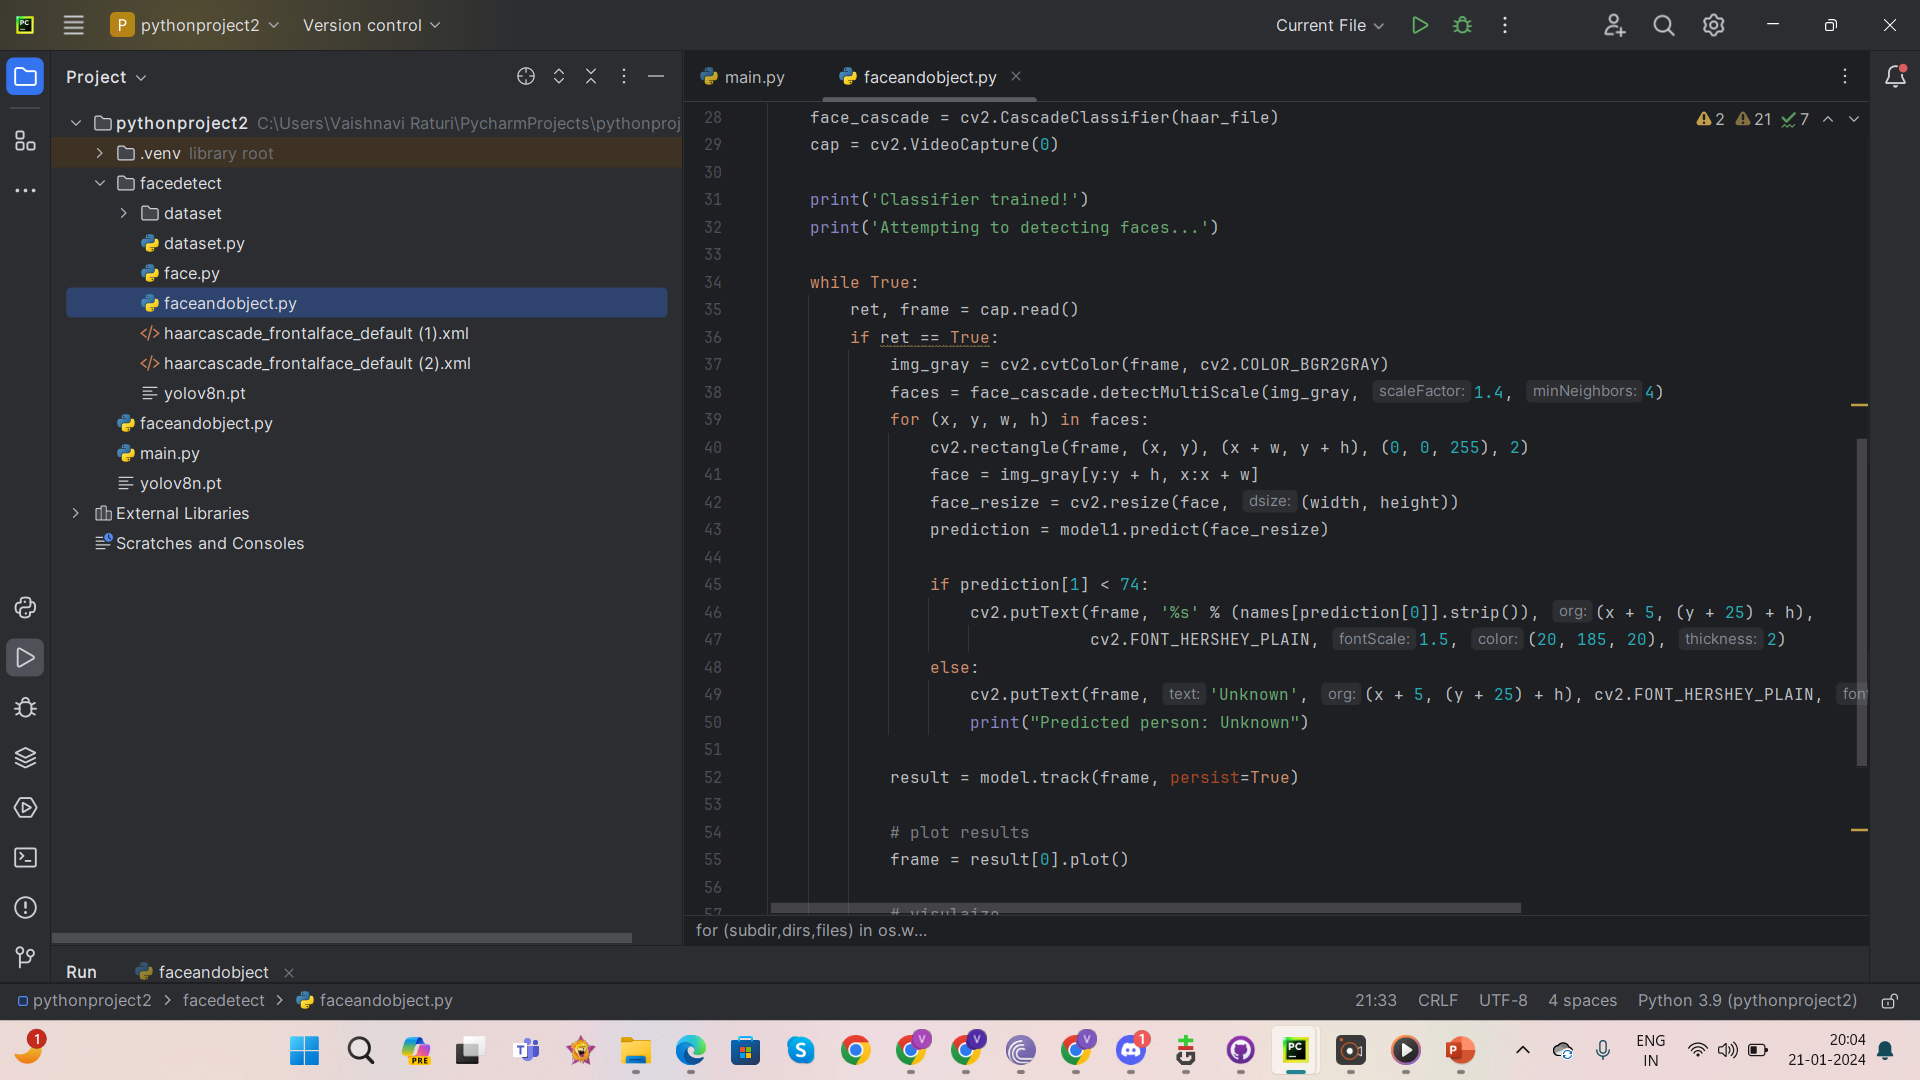 pythonproject2
Version control
Current File
Project
main.py
faceandobject.py
pythonproject2 C:\Users\Vaishnavi Raturi\PycharmProjects\pythonproj
.venv library root
facedetect
dataset
dataset.py
face.py
faceandobject.py
haarcascade_frontalface_default (1).xml
haarcascade_frontalface_default (2).xml
yolov8n.pt
faceandobject.py
main.py
yolov8n.pt
External Libraries
Scratches and Consoles
2 21 7
28 face_cascade = cv2.CascadeClassifier(haar_file)
29 cap = cv2.VideoCapture(0)
30
31 print('Classifier trained!')
32 print('Attempting to detecting faces...')
33
34 while True:
35 ret, frame = cap.read()
36 if ret == True:
37 img_gray = cv2.cvtColor(frame, cv2.COLOR_BGR2GRAY)
38 faces = face_cascade.detectMultiScale(img_gray, scaleFactor: 1.4, minNeighbors: 4)
39 for (x, y, w, h) in faces:
40 cv2.rectangle(frame, (x, y), (x + w, y + h), (0, 0, 255), 2)
41 face = img_gray[y:y + h, x:x + w]
42 face_resize = cv2.resize(face, dsize: (width, height))
43 prediction = model1.predict(face_resize)
44
45 if prediction[1] < 74:
46 cv2.putText(frame, '%s' % (names[prediction[0]].strip()), org: (x + 5, (y + 25) + h),
47 cv2.FONT_HERSHEY_PLAIN, fontScale: 1.5, color: (20, 185, 20), thickness: 2)
48 else:
49 cv2.putText(frame, text: 'Unknown', org: (x + 5, (y + 25) + h), cv2.FONT_HERSHEY_PLAIN, font
50 print("Predicted person: Unknown")
51
52 result = model.track(frame, persist=True)
53
54 # plot results
55 frame = result[0].plot()
56
57 # visulaize
for (subdir,dirs,files) in os.w...
Run faceandobject
pythonproject2 > facedetect > faceandobject.py
21:33 CRLF UTF-8 4 spaces Python 3.9 (pythonproject2)
1
PRE
V
V
V
1
PC
ENG
IN
20:04
21-01-2024